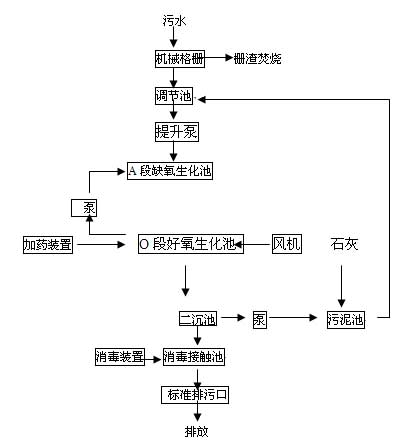 污水
机械格栅
栅渣焚烧
调节池
提升泵
A段缺氧生化池
泵
加药装置
O段好氧生化池
风机
石灰
二沉池
泵
污泥池
消毒装置
消毒接触池
标准排污口
排放